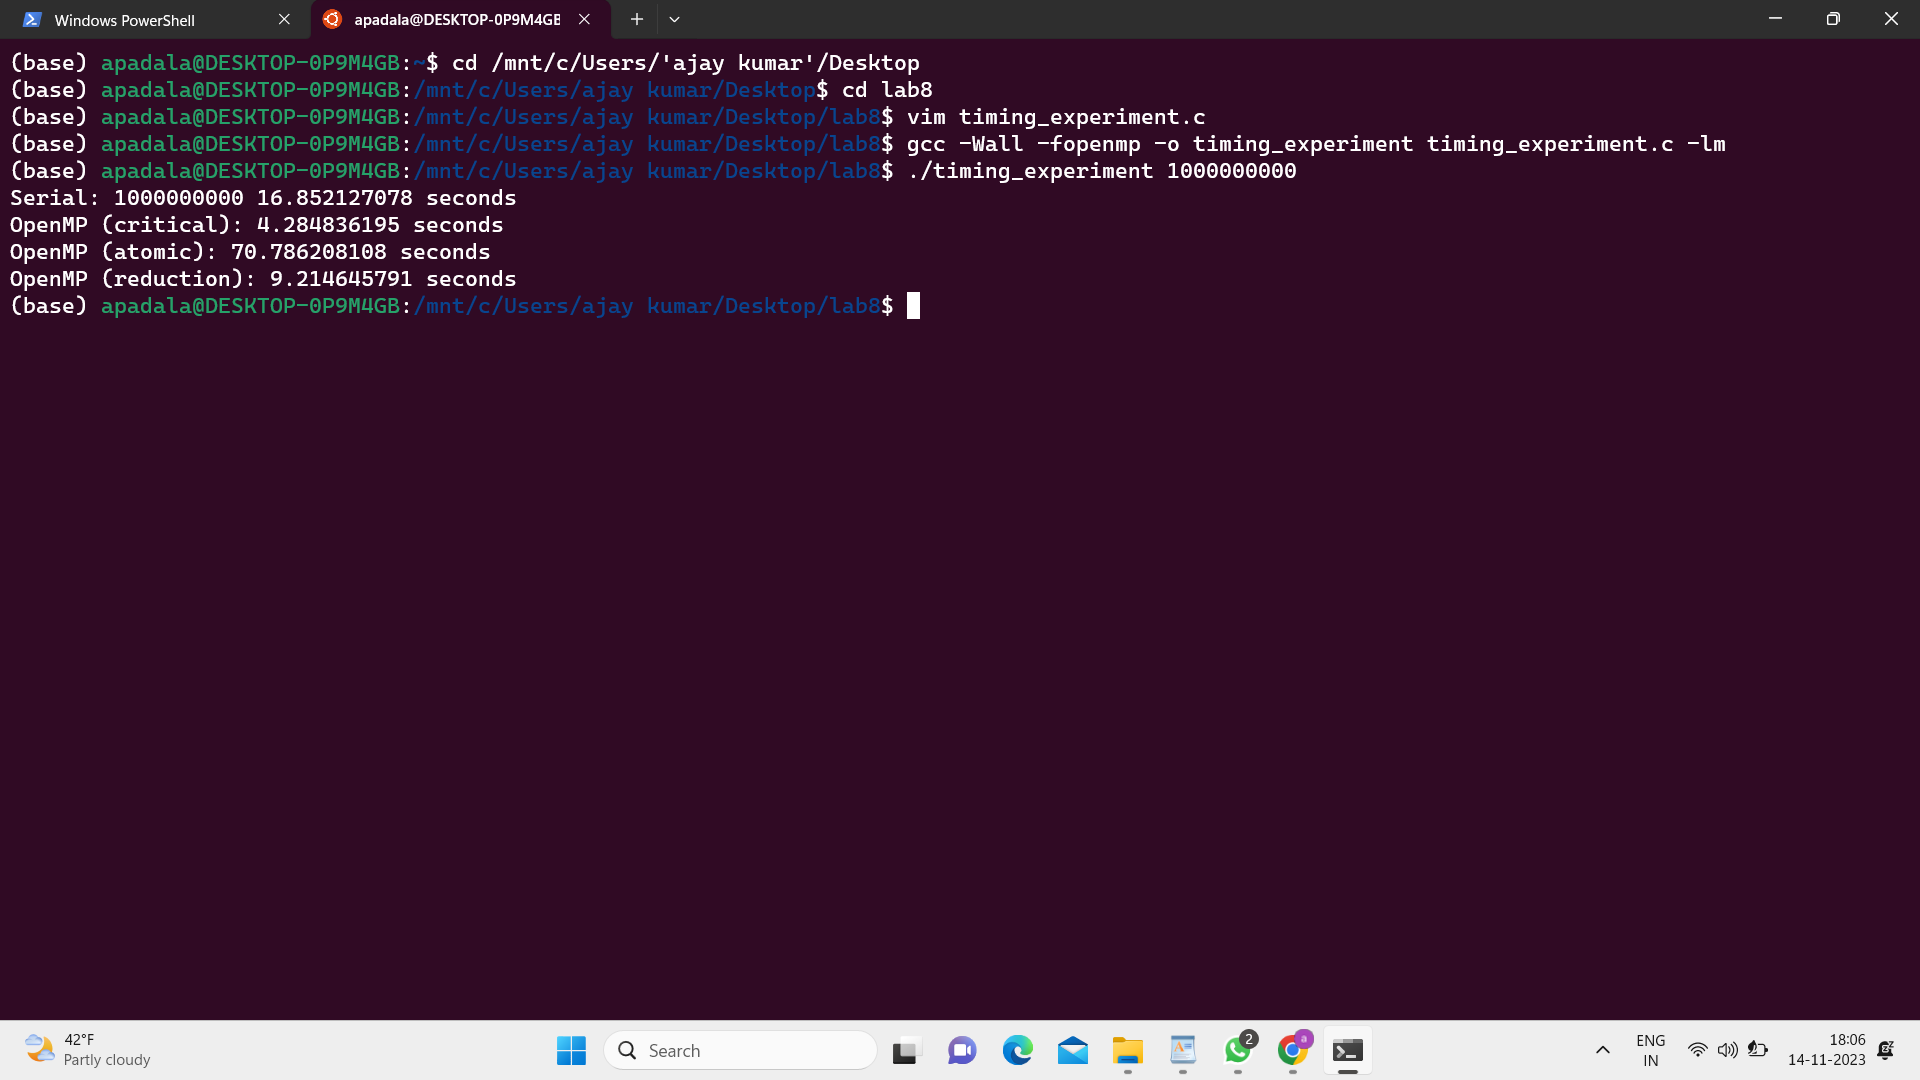 Windows PowerShell
apadala@DESKTOP-0P9M4GB
(base) apadala@DESKTOP-0P9M4GB:~$ cd /mnt/c/Users/'ajay kumar'/Desktop
(base) apadala@DESKTOP-0P9M4GB:/mnt/c/Users/ajay kumar/Desktop$ cd lab8
(base) apadala@DESKTOP-0P9M4GB:/mnt/c/Users/ajay kumar/Desktop/lab8$ vim timing_experiment.c
(base) apadala@DESKTOP-0P9M4GB:/mnt/c/Users/ajay kumar/Desktop/lab8$ gcc -Wall -fopenmp -o timing_experiment timing_experiment.c -lm
(base) apadala@DESKTOP-0P9M4GB:/mnt/c/Users/ajay kumar/Desktop/lab8$ ./timing_experiment 1000000000
Serial: 1000000000 16.852127078 seconds
OpenMP (critical): 4.284836195 seconds
OpenMP (atomic): 70.786208108 seconds
OpenMP (reduction): 9.214645791 seconds
(base) apadala@DESKTOP-0P9M4GB:/mnt/c/Users/ajay kumar/Desktop/lab8$
42°F
Partly cloudy
Search
2
a
ENG
IN
18:06
14-11-2023